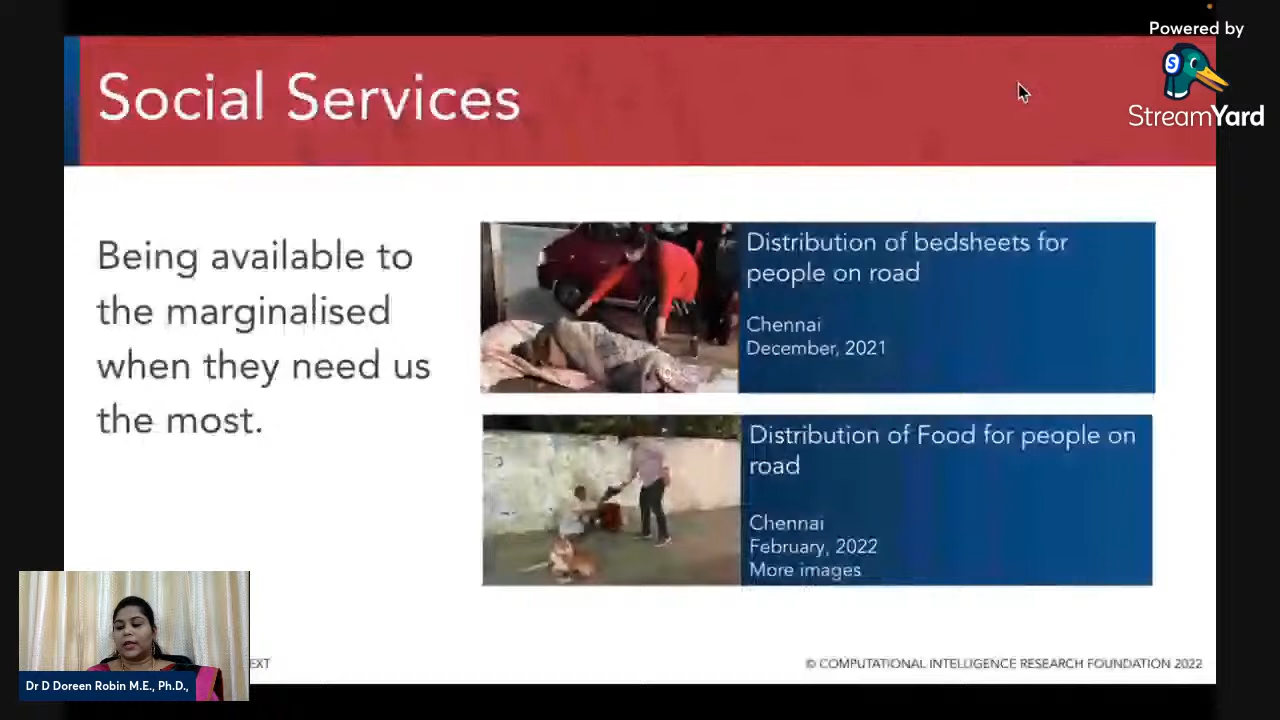 Powered by
StreamYard
Social Services
Being available to
the marginalised
when they need us
the most.
Distribution of bedsheets for
people on road
Chennai
December, 2021
Distribution of Food for people on
road
Chennai
February, 2022
More images
Dr D Doreen Robin M.E., Ph.D.,
© COMPUTATIONAL INTELLIGENCE RESEARCH FOUNDATION 2022